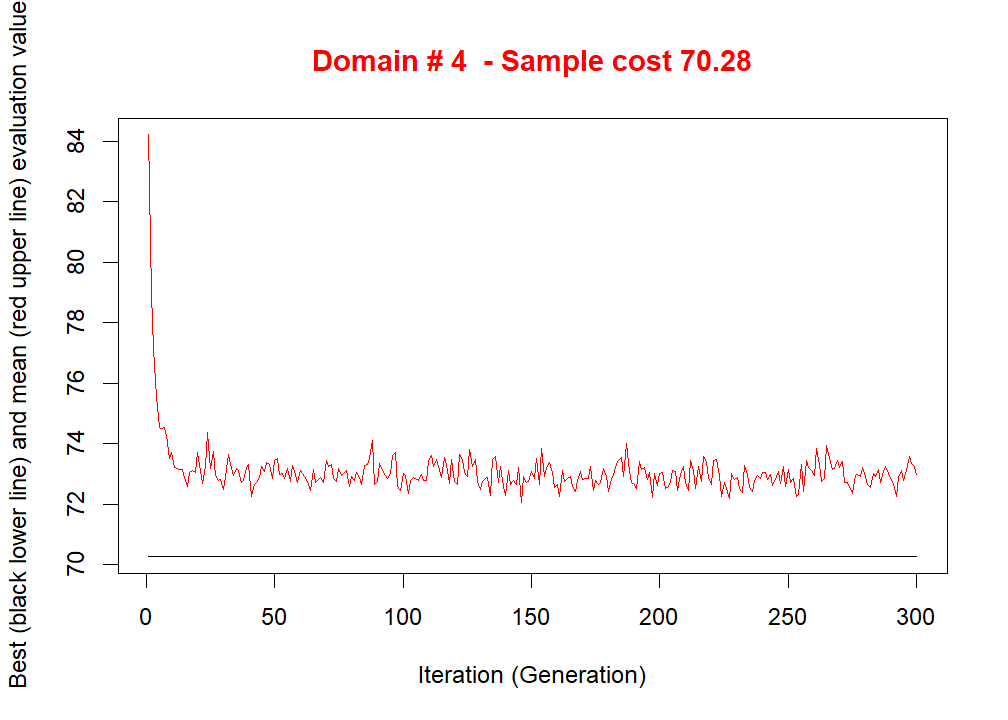 Domain # 4  - Sample cost 70.28
Best (black lower line) and mean (red upper line) evaluation value
84
82
80
78
76
74
72
70
0 50 100 150 200 250 300
Iteration (Generation)